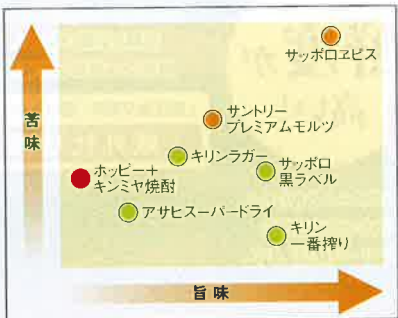 苦味
サッポロヱビス
サントリー
プレミアムモルツ
キリンラガー
サッポロ
黒ラベル
ホッピー+
キンミヤ焼酎
アサヒスーパードライ
キリン
一番搾り
旨味